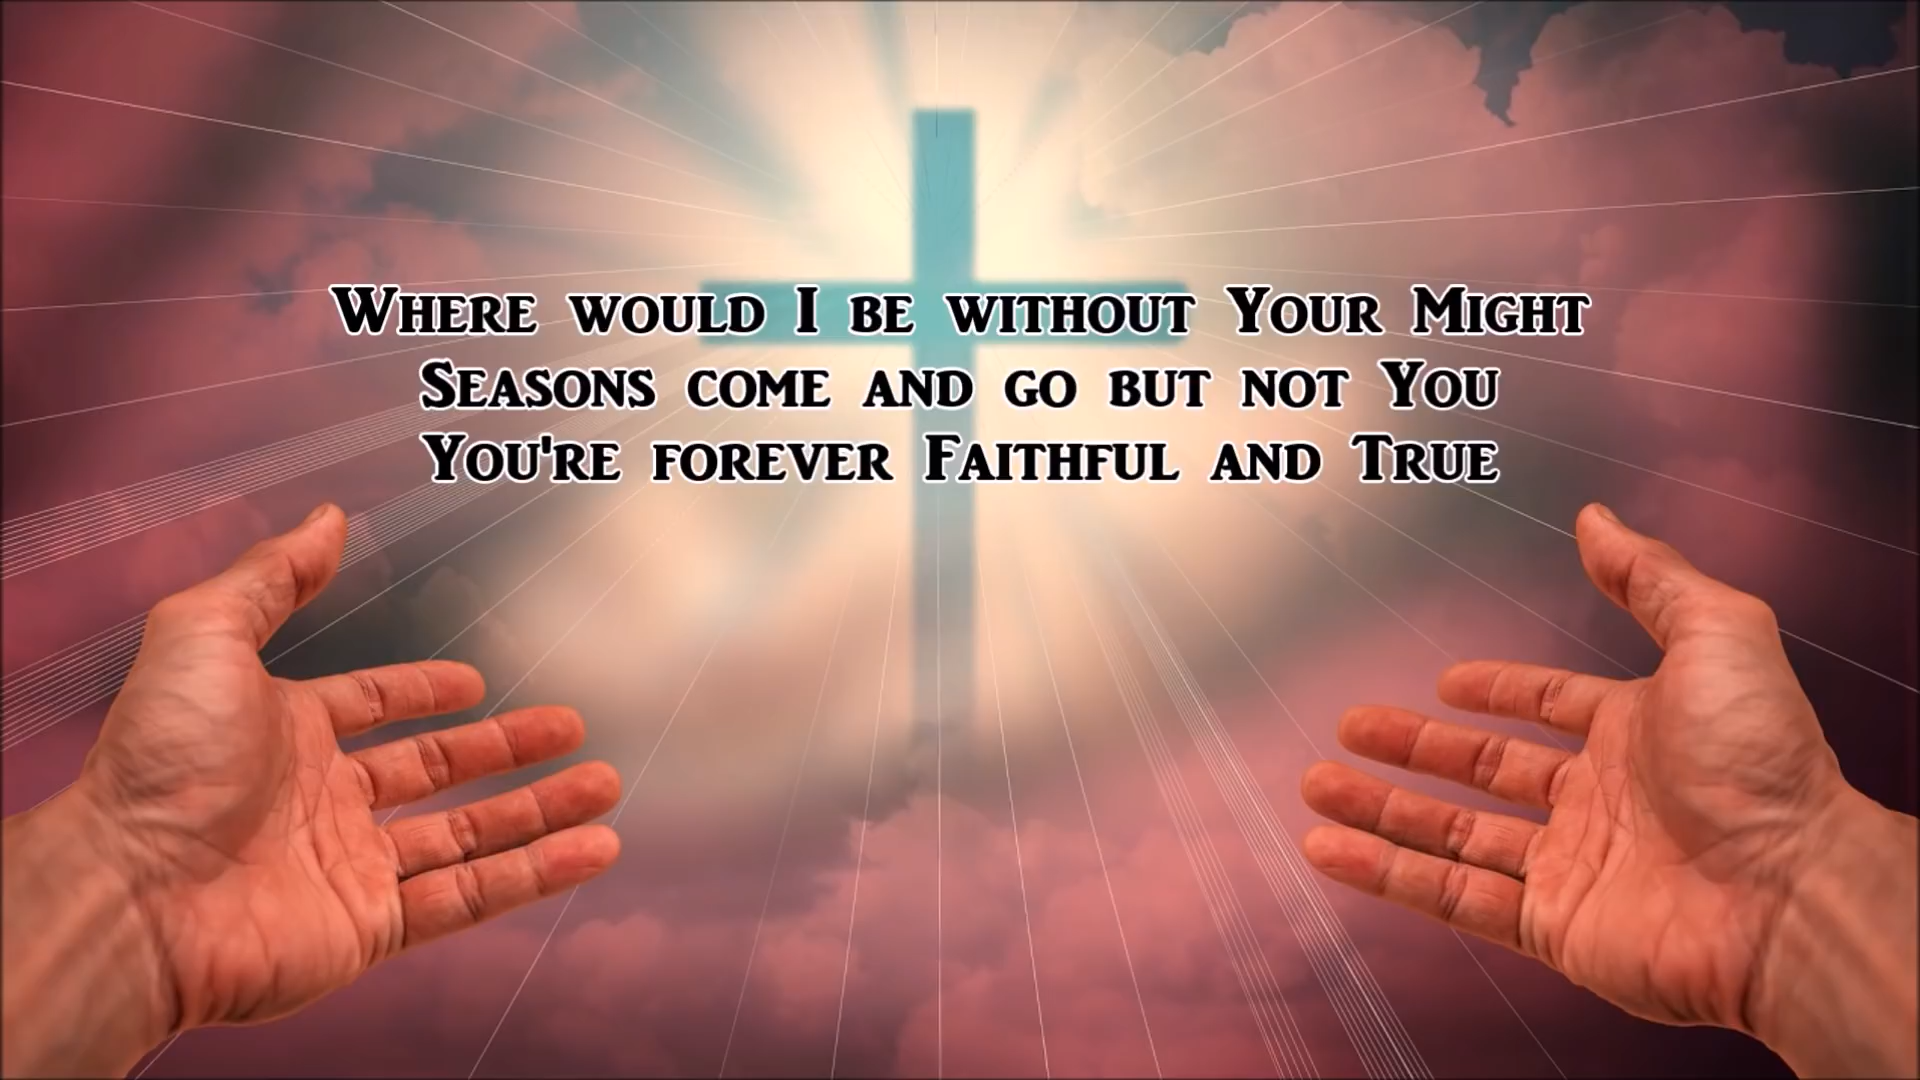 Where would I be without Your Might
Seasons come and go but not You
You're forever Faithful and True